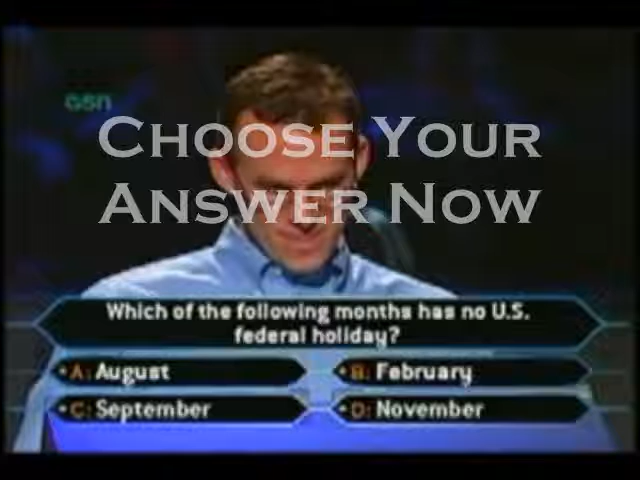 GSN
Choose Your
Answer Now
Which of the following months has no U.S.
federal holiday?
A: August
B: February
C: September
D: November